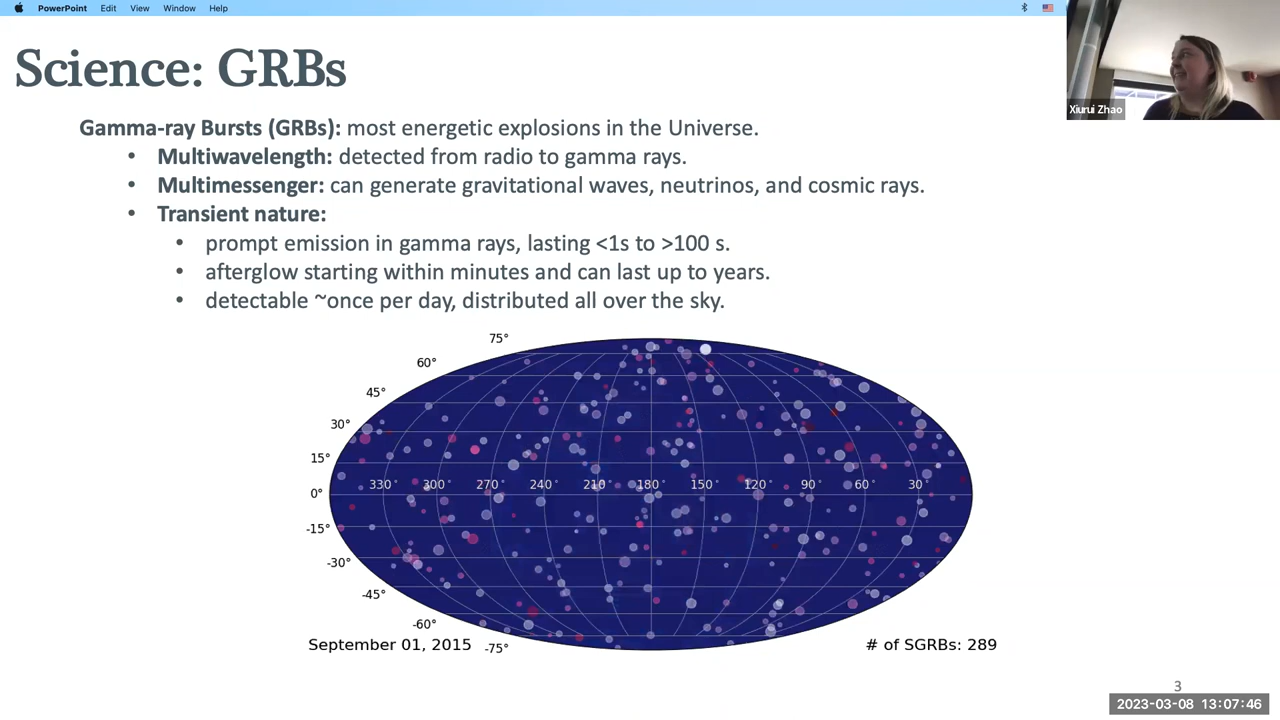 PowerPoint Edit View Window Help
Xiurui Zhao
Science: GRBs
Gamma-ray Bursts (GRBs): most energetic explosions in the Universe.
• Multiwavelength: detected from radio to gamma rays.
• Multimessenger: can generate gravitational waves, neutrinos, and cosmic rays.
• Transient nature:
• prompt emission in gamma rays, lasting <1s to >100 s.
• afterglow starting within minutes and can last up to years.
• detectable ~once per day, distributed all over the sky.
75°
60°
45°
30°
15°
330° 300° 270° 240° 210° 180° 150° 120° 90° 60° 30°
0°
-15°
-30°
-45°
-60°
September 01, 2015 -75° # of SGRBs: 289
3
2023-03-08 13:07:46